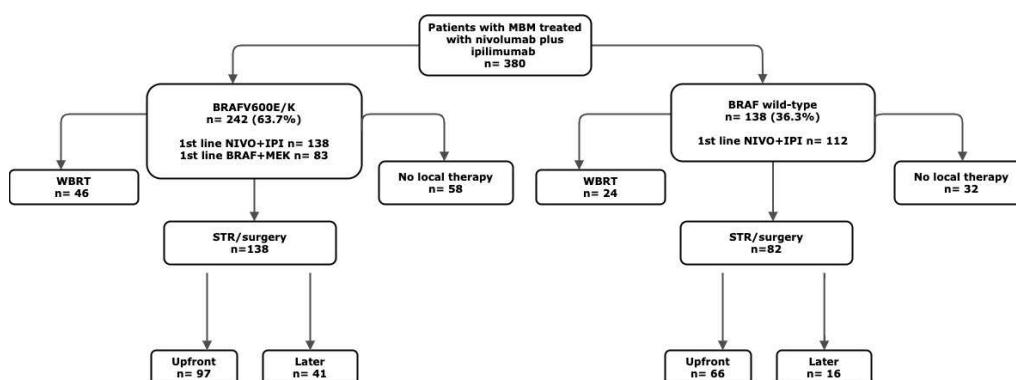 Patients with MBM treated
with nivolumab plus
ipilimumab
n= 380
BRAFV600E/K
n= 242 (63.7%)
1st line NIVO+IPI n= 138
1st line BRAF+MEK n= 83
BRAF wild-type
n= 138 (36.3%)
1st line NIVO+IPI n= 112
WBRT
n= 46
No local therapy
n= 58
WBRT
n= 24
No local therapy
n= 32
STR/surgery
n=138
STR/surgery
n=82
Upfront
n= 97
Later
n= 41
Upfront
n= 66
Later
n= 16